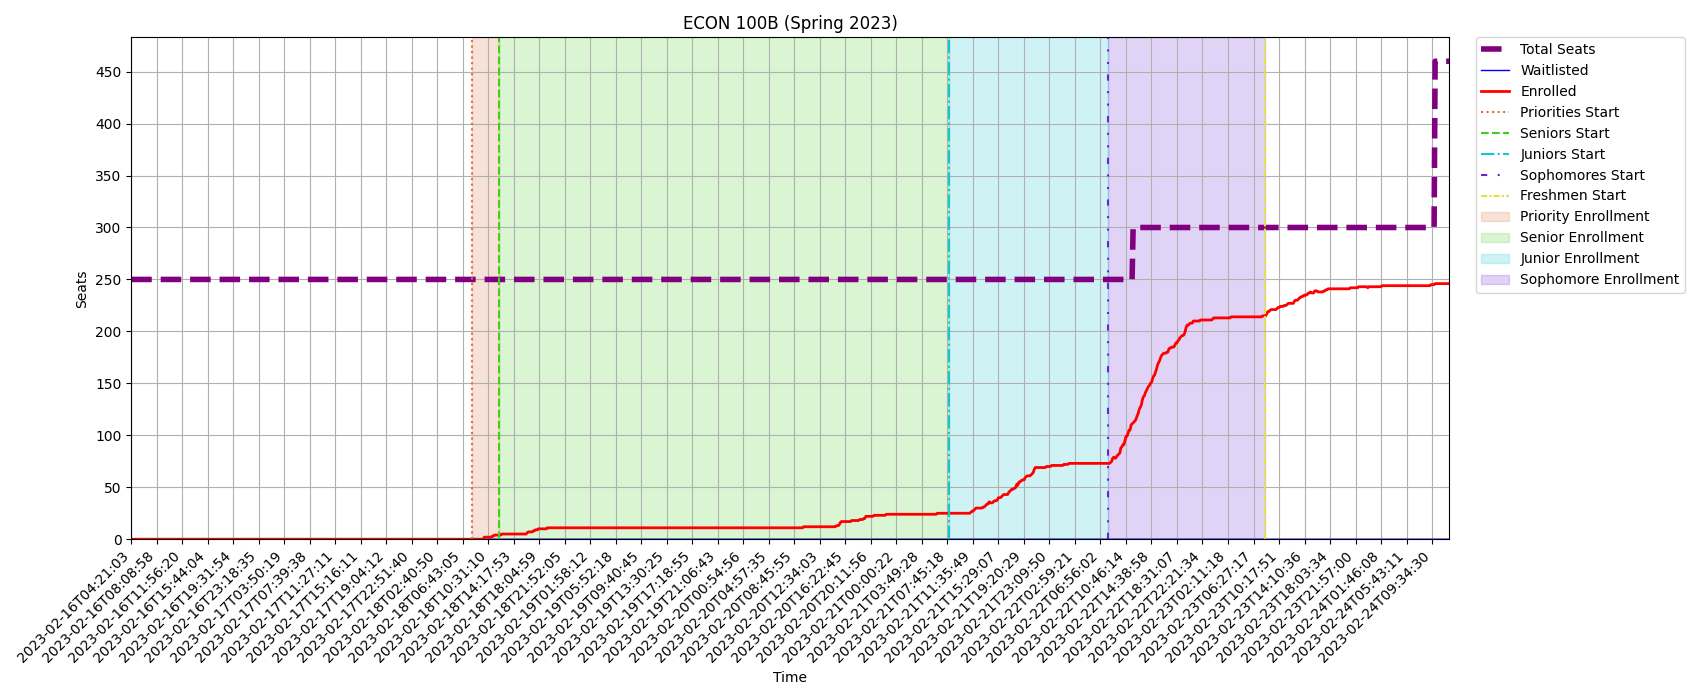 ECON 100B (Spring 2023)
Seats
450
400
350
300
250
200
150
100
50
0
2023-02-16T04:21:03
2023-02-16T08:08:58
2023-02-16T11:56:20
2023-02-16T15:44:04
2023-02-16T19:31:54
2023-02-16T23:18:35
2023-02-17T03:50:19
2023-02-17T07:39:38
2023-02-17T11:27:11
2023-02-17T15:16:11
2023-02-17T19:04:12
2023-02-17T22:51:40
2023-02-18T02:40:50
2023-02-18T06:43:05
2023-02-18T10:31:10
2023-02-18T14:17:53
2023-02-18T18:04:59
2023-02-18T21:52:05
2023-02-19T01:58:12
2023-02-19T05:52:18
2023-02-19T09:40:45
2023-02-19T13:30:25
2023-02-19T17:18:55
2023-02-19T21:06:43
2023-02-20T00:54:56
2023-02-20T04:57:35
2023-02-20T08:45:55
2023-02-20T12:34:03
2023-02-20T16:22:45
2023-02-20T20:11:56
2023-02-21T00:00:22
2023-02-21T03:49:28
2023-02-21T07:45:18
2023-02-21T11:35:49
2023-02-21T15:29:07
2023-02-21T19:20:29
2023-02-21T23:09:50
2023-02-22T02:59:21
2023-02-22T06:56:02
2023-02-22T10:46:14
2023-02-22T14:38:58
2023-02-22T18:31:07
2023-02-22T22:21:34
2023-02-23T02:11:18
2023-02-23T06:27:17
2023-02-23T10:17:51
2023-02-23T14:10:36
2023-02-23T18:03:34
2023-02-23T21:57:00
2023-02-24T01:46:08
2023-02-24T05:43:11
2023-02-24T09:34:30
Time
Total Seats
Waitlisted
Enrolled
Priorities Start
Seniors Start
Juniors Start
Sophomores Start
Freshmen Start
Priority Enrollment
Senior Enrollment
Junior Enrollment
Sophomore Enrollment